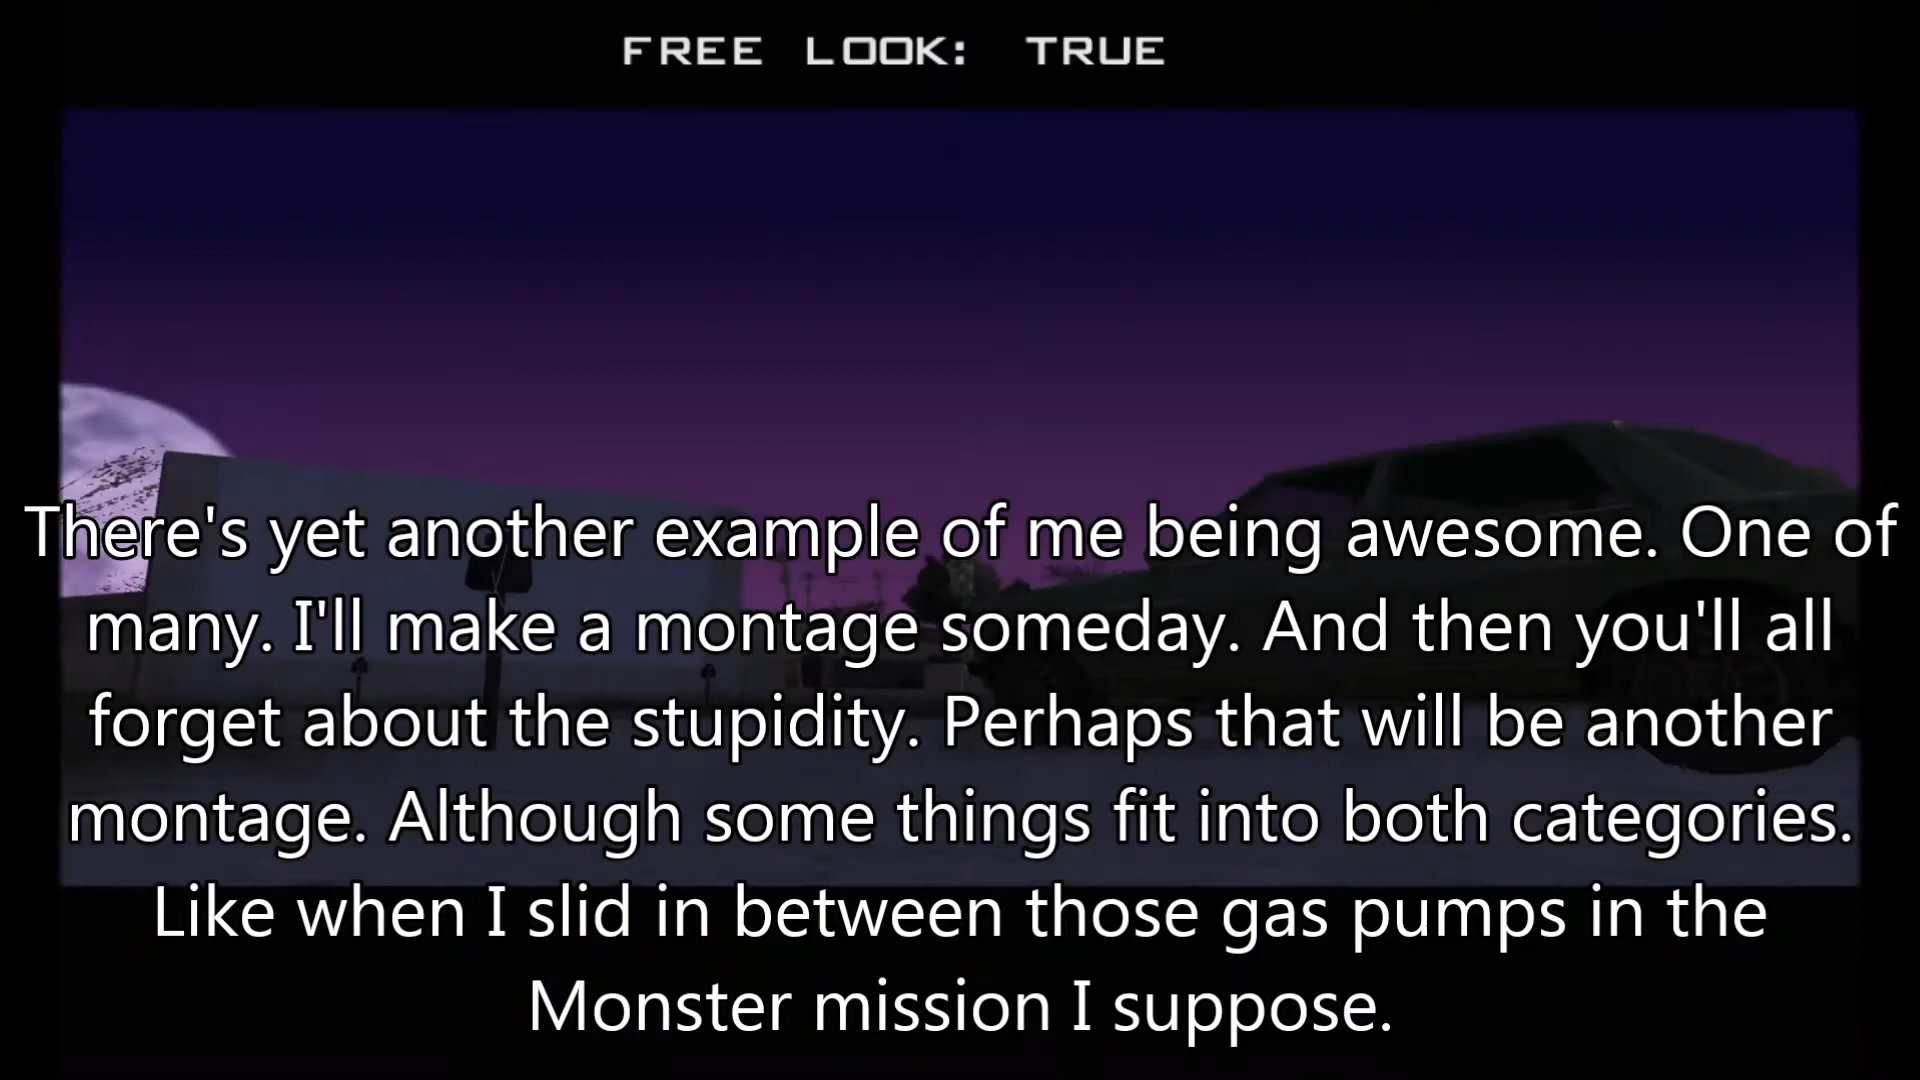 FREE LOOK: TRUE
There's yet another example of me being awesome. One of
many. I'll make a montage someday. And then you'll all
forget about the stupidity. Perhaps that will be another
montage. Although some things fit into both categories.
Like when I slid in between those gas pumps in the
Monster mission I suppose.